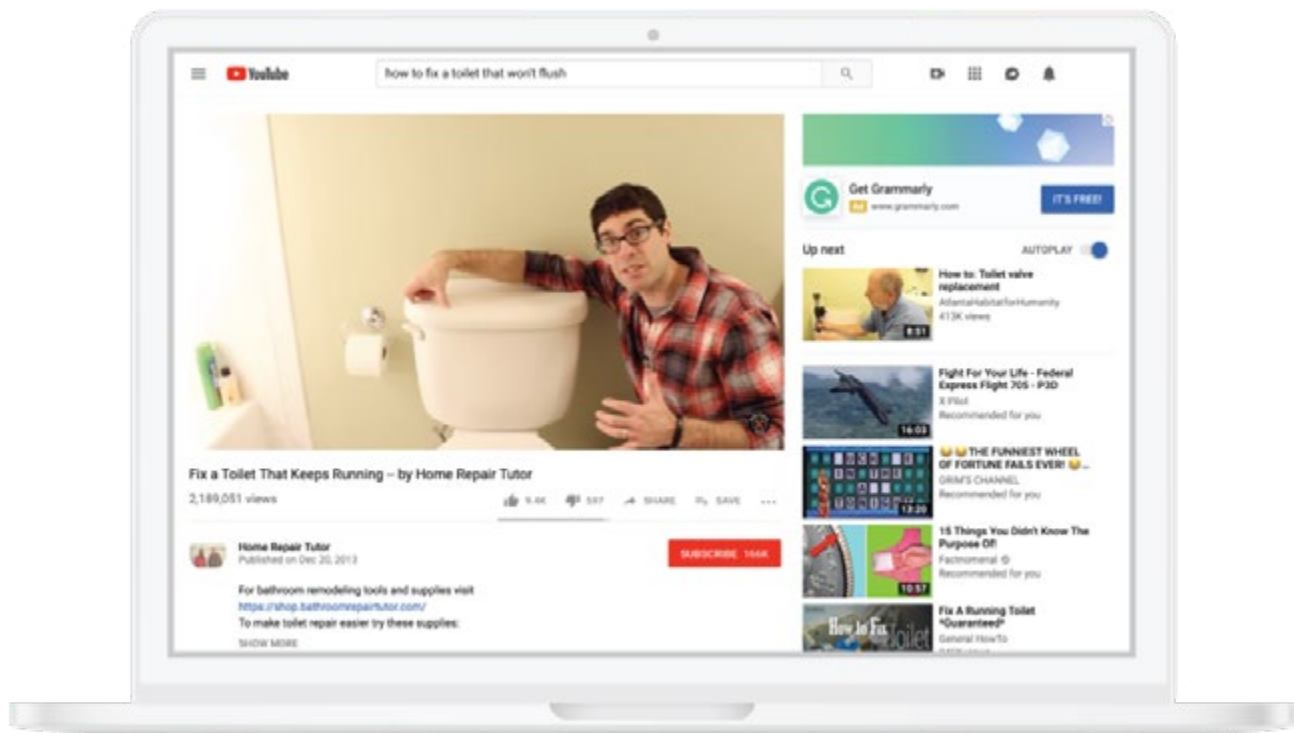 YouTube
how to fix a toilet that won't flush
Get Grammarly
Ad www.grammarly.com
IT'S FREE!
Up next
AUTOPLAY
How to: Toilet valve
replacement
AtlantaHabitatforHumanity
413K views
8:51
Fight For Your Life - Federal
Express Flight 705 - P3D
X Pilot
Recommended for you
16:03
😂😂THE FUNNIEST WHEEL
OF FORTUNE FAILS EVER! 😂...
GRIM'S CHANNEL
Recommended for you
13:20
15 Things You Didn't Know The
Purpose Of!
Factnomenal
Recommended for you
10:57
Fix A Running Toilet
*Guaranteed*
General HowTo
How to Fix
Toilet
Fix a Toilet That Keeps Running -- by Home Repair Tutor
2,189,051 views
9.4K 597 SHARE SAVE ...
Home Repair Tutor
Published on Dec 20, 2013
SUBSCRIBE 166K
For bathroom remodeling tools and supplies visit
https://shop.bathroomrepairtutor.com/
To make toilet repair easier try these supplies:
SHOW MORE